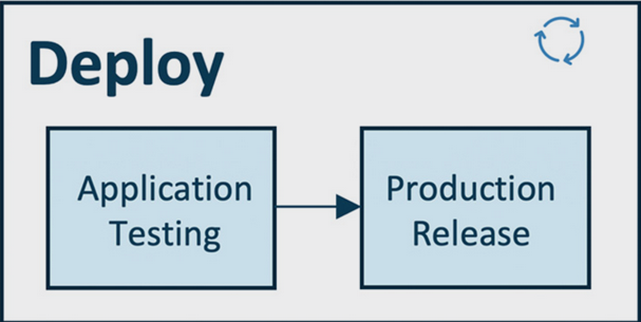 Deploy
Application
Testing
Production
Release